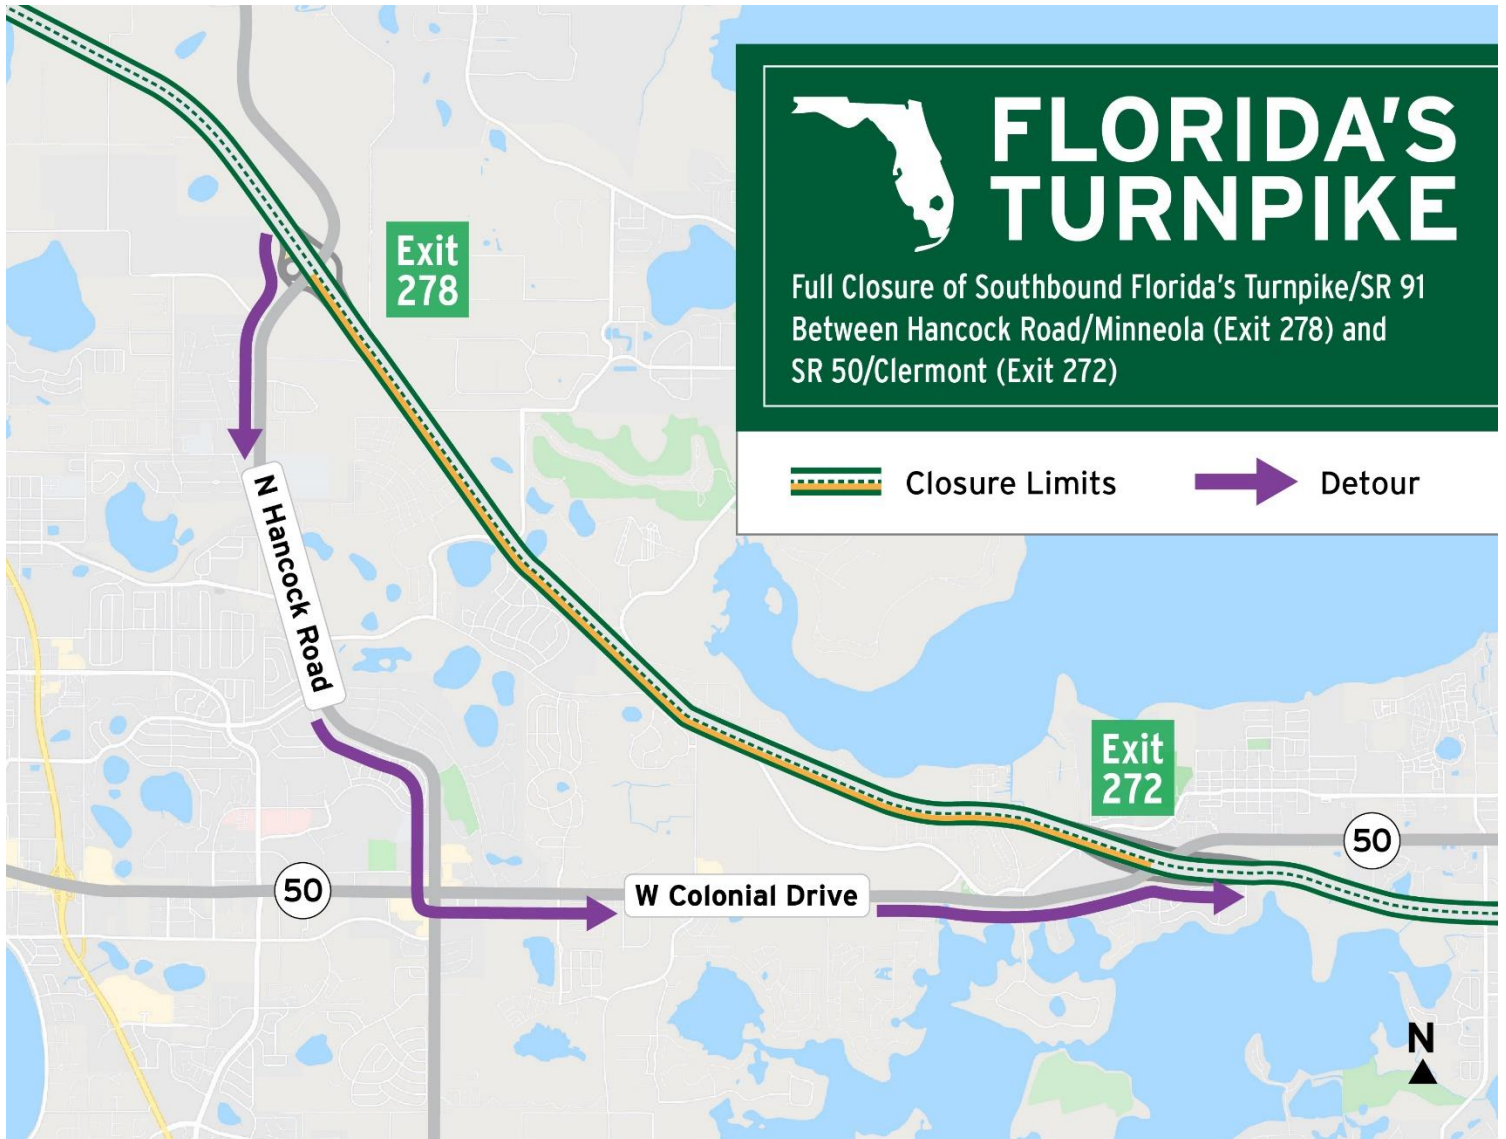 FLORIDA'S
TURNPIKE
Full Closure of Southbound Florida's Turnpike/SR 91
Between Hancock Road/Minneola (Exit 278) and
SR 50/Clermont (Exit 272)
Closure Limits
Detour
Exit
278
N Hancock Road
Exit
272
50
50
W Colonial Drive
N